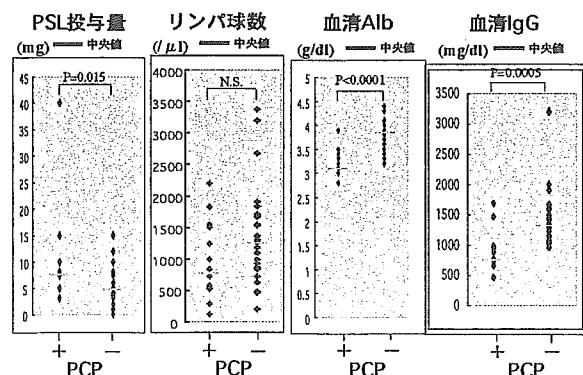 PSL投与量
(mg)
中央値
P=0.015
45
40
35
30
25
20
15
10
5
0
+
−
PCP
リンパ球数
(/μl)
中央値
N.S.
4000
3500
3000
2500
2000
1500
1000
500
0
+
−
PCP
血清Alb
(g/dl)
中央値
P<0.0001
5
4.5
4
3.5
3
2.5
2
1.5
1
0.5
0
+
−
PCP
血清IgG
(mg/dl)
中央値
P=0.0005
3500
3000
2500
2000
1500
1000
500
0
+
−
PCP